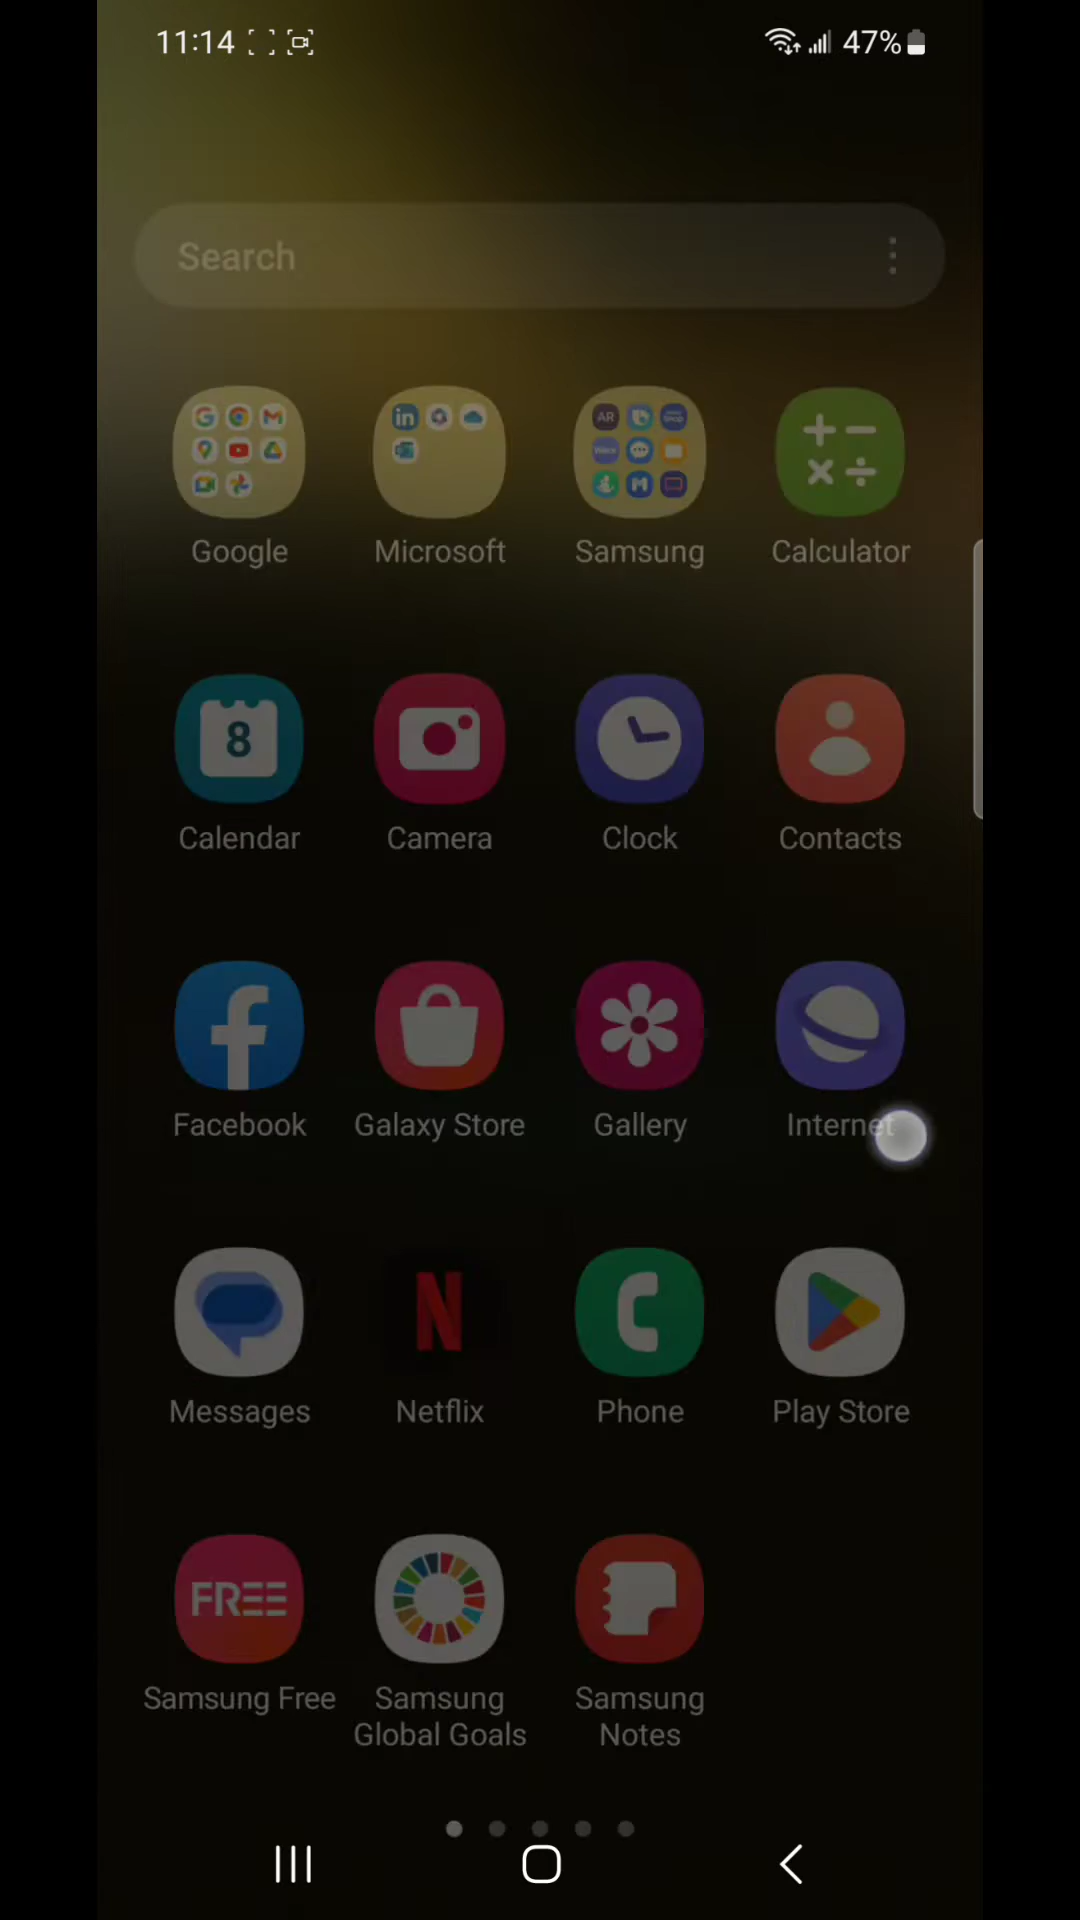 11:14 47%
Search
Google Microsoft Samsung Calculator
8
Calendar Camera Clock Contacts
Facebook Galaxy Store Gallery Internet
N
Messages Netflix Phone Play Store
FREE
Samsung Free Samsung Samsung
Global Goals Notes